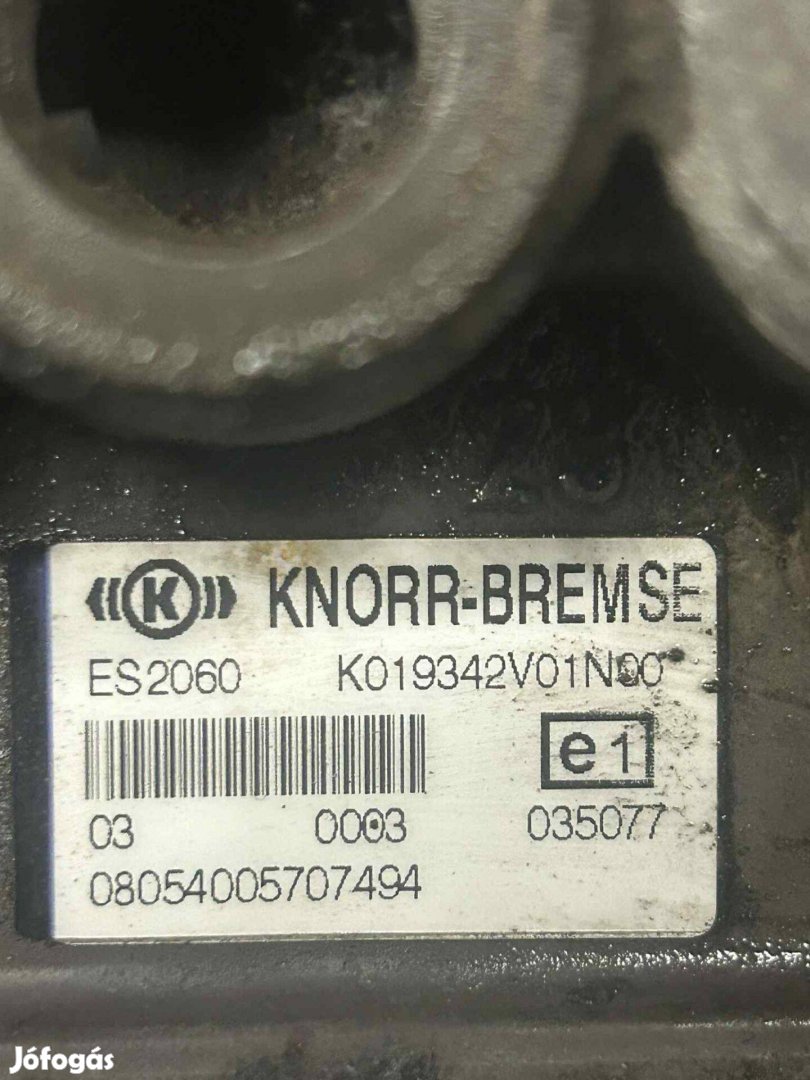 K KNORR-BREMSE
ES2060 K019342V01N00
e1
03 0003 035077
08054005707494
Jófogás